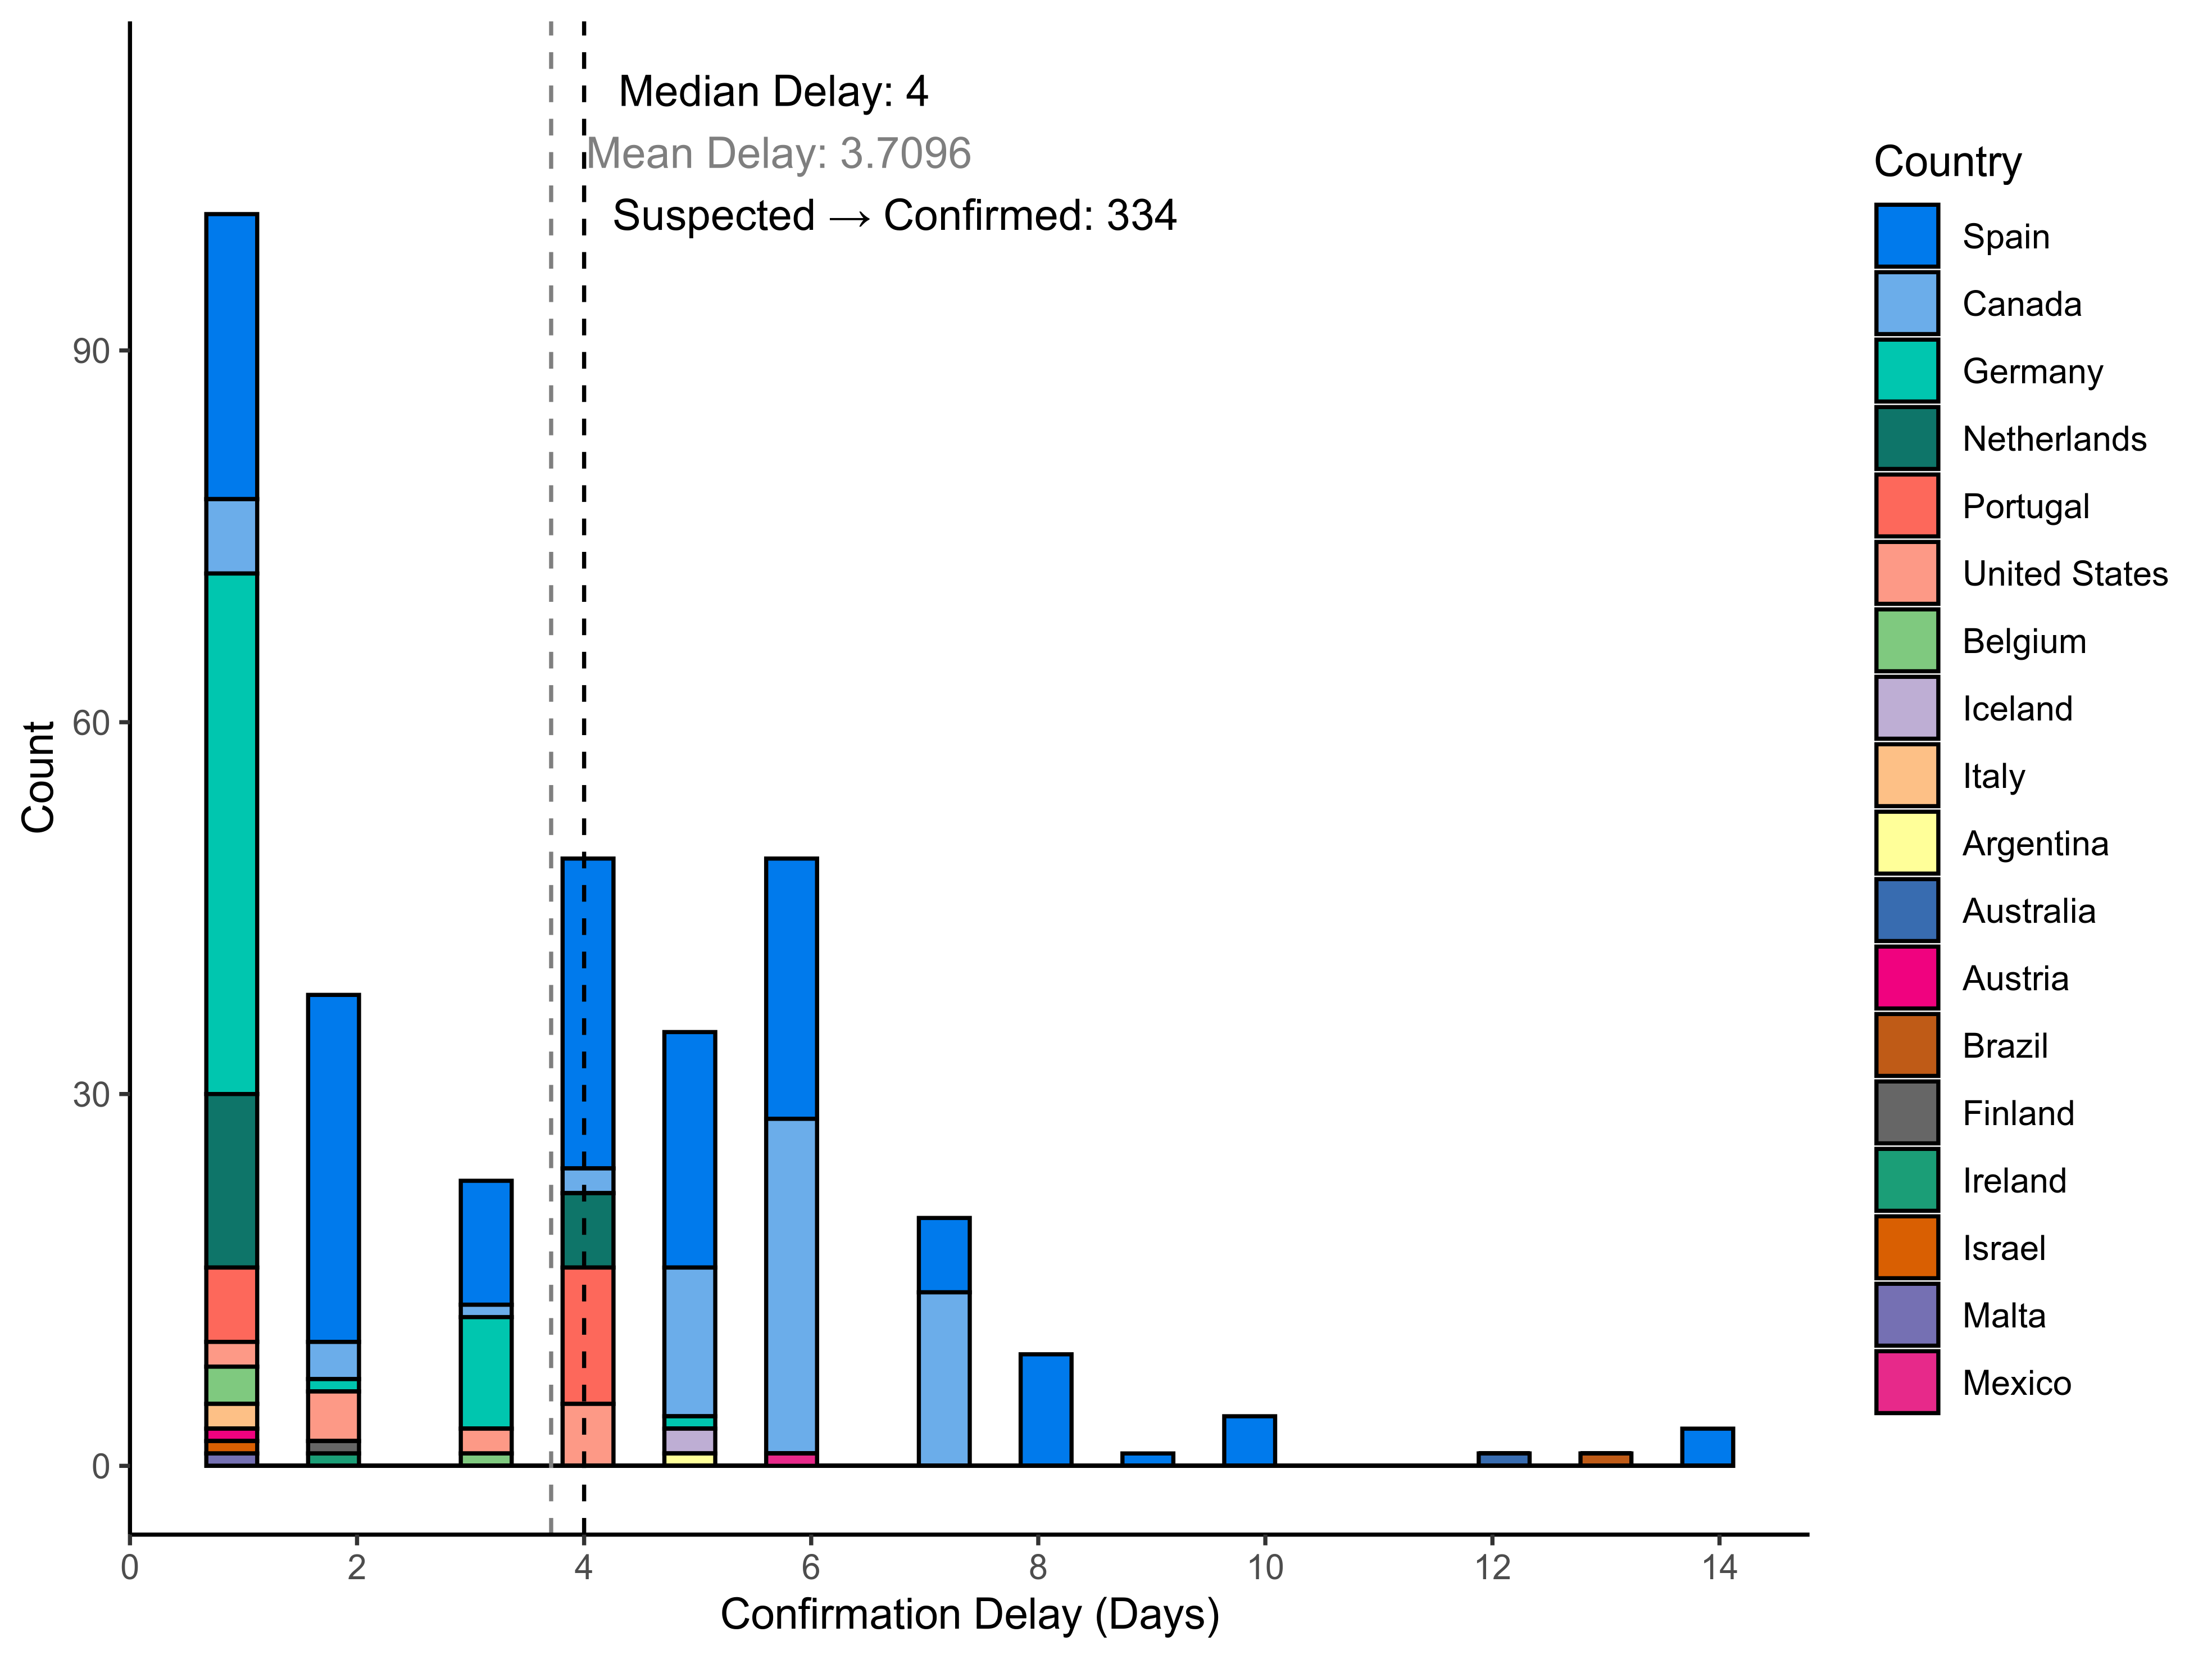 Median Delay: 4
Mean Delay: 3.7096
Suspected → Confirmed: 334
Count
90
60
30
0
0 2 4 6 8 10 12 14
Confirmation Delay (Days)
Country
Spain
Canada
Germany
Netherlands
Portugal
United States
Belgium
Iceland
Italy
Argentina
Australia
Austria
Brazil
Finland
Ireland
Israel
Malta
Mexico